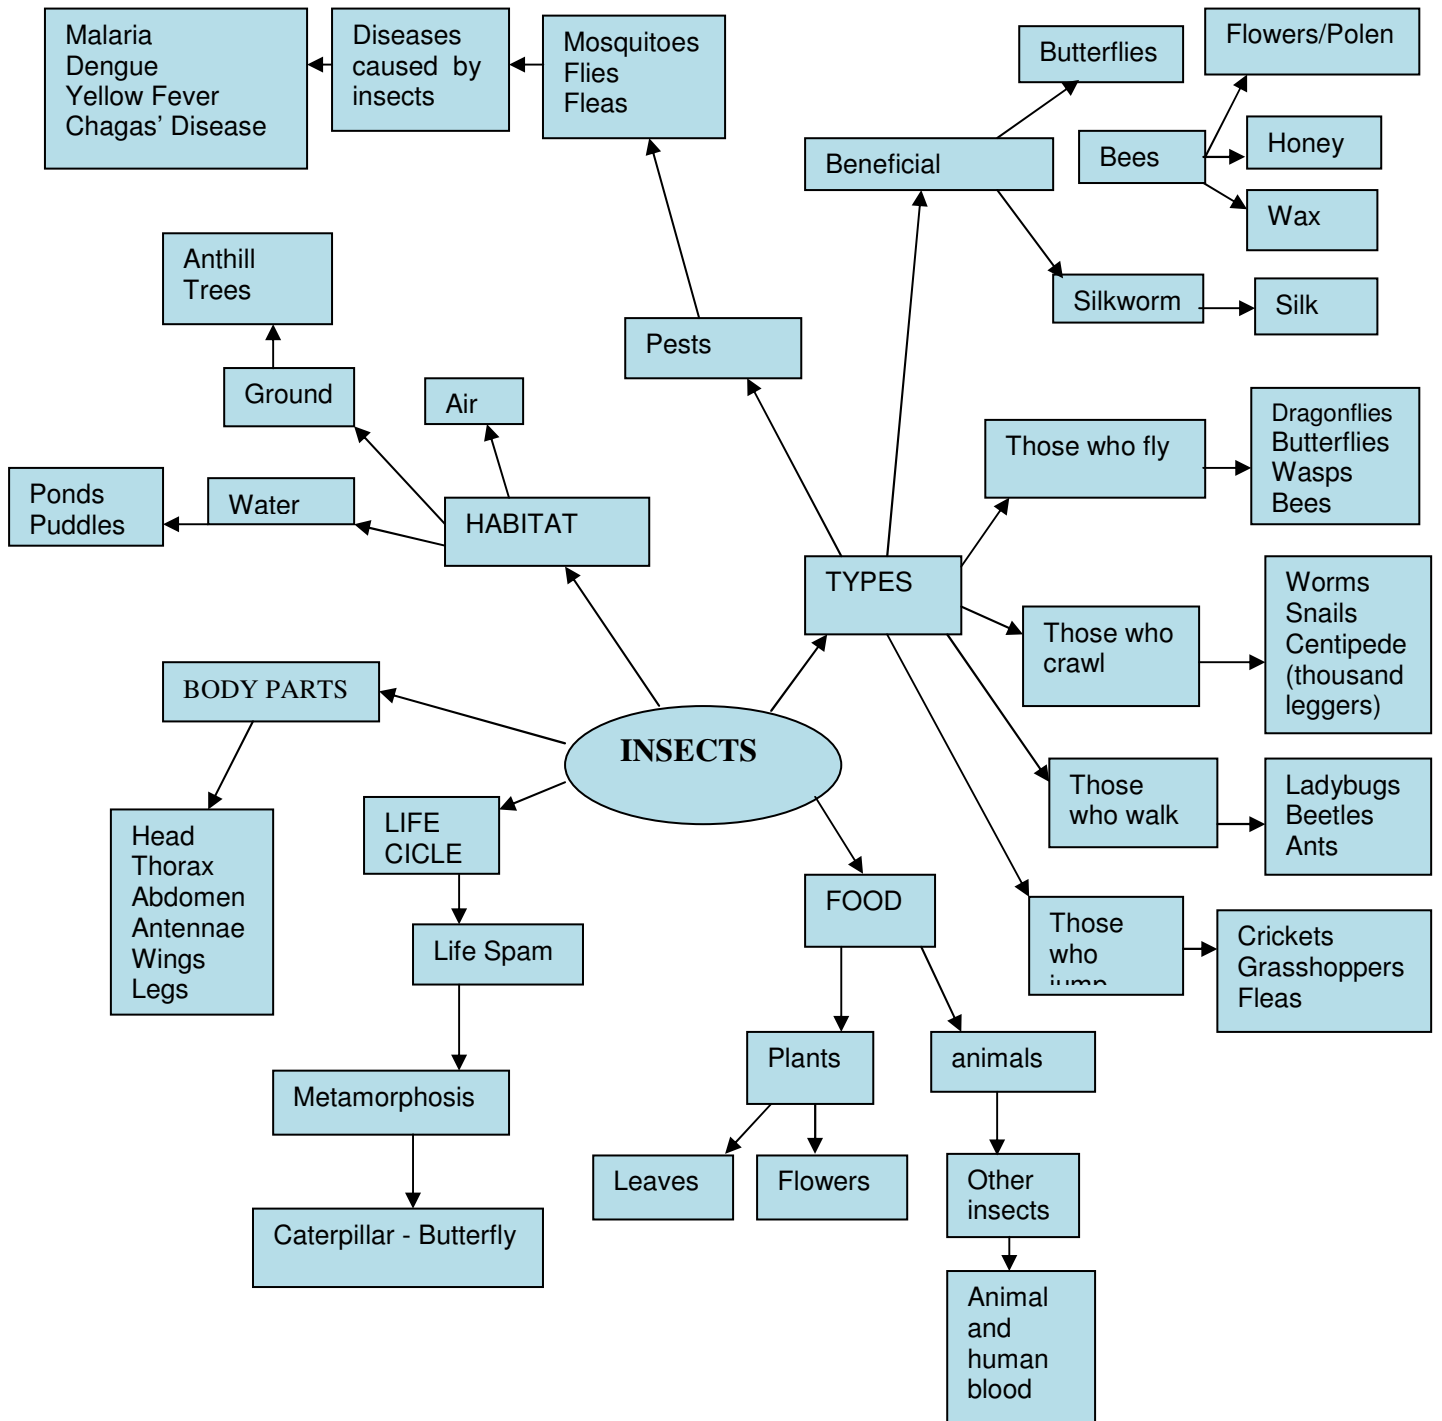 Malaria
Dengue
Yellow Fever
Chagas’ Disease
Diseases
caused by
insects
Mosquitoes
Flies
Fleas
Butterflies
Flowers/Polen
Beneficial
Bees
Honey
Wax
Silkworm
Silk
Anthill
Trees
Ground
Air
Pests
Ponds
Puddles
Water
HABITAT
Those who fly
Dragonflies
Butterflies
Wasps
Bees
TYPES
Those who
crawl
Worms
Snails
Centipede
(thousand
leggers)
BODY PARTS
INSECTS
Those
who walk
Ladybugs
Beetles
Ants
Head
Thorax
Abdomen
Antennae
Wings
Legs
LIFE
CICLE
FOOD
Those
who
jump
Crickets
Grasshoppers
Fleas
Life Spam
Metamorphosis
Plants
animals
Leaves
Flowers
Other
insects
Caterpillar - Butterfly
Animal
and
human
blood